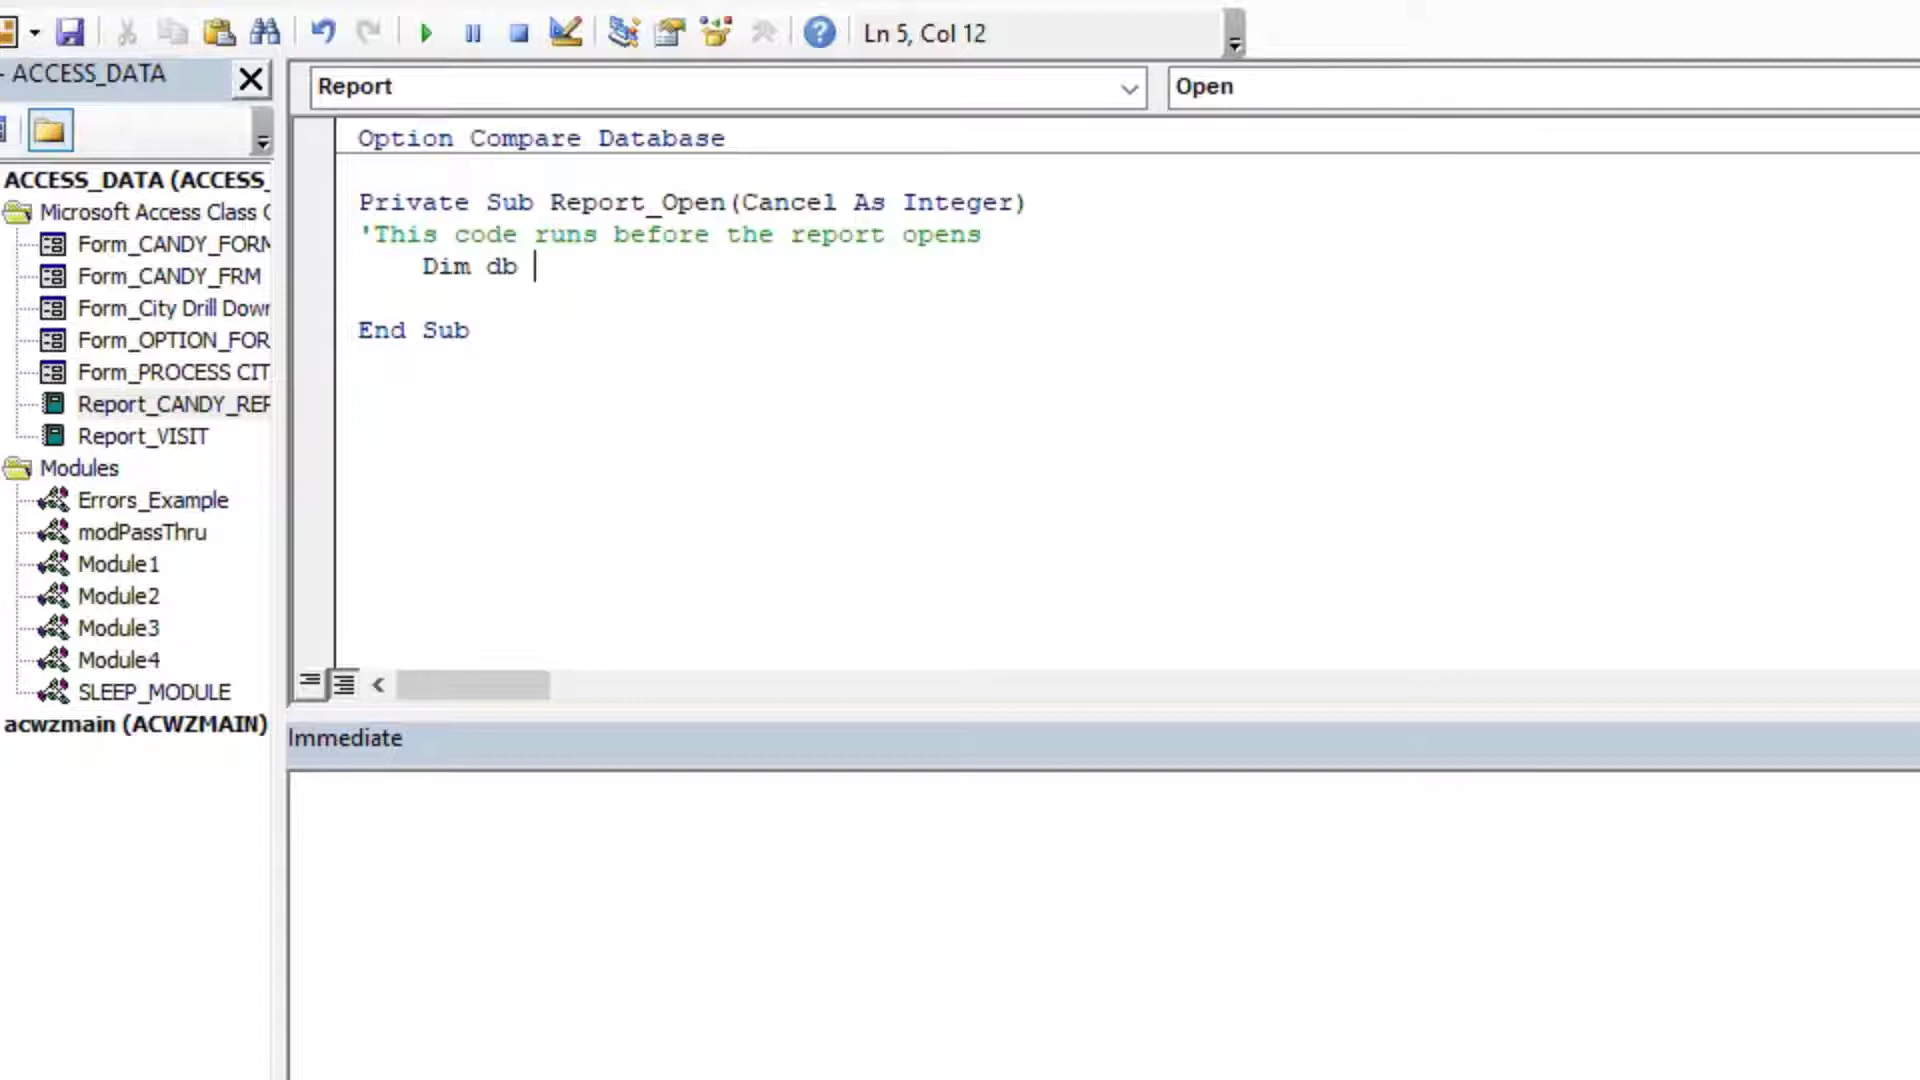 Ln 5, Col 12
- ACCESS_DATA
Report
Open
Option Compare Database
Private Sub Report_Open(Cancel As Integer)
'This code runs before the report opens
Dim db
End Sub
ACCESS_DATA (ACCESS_
Microsoft Access Class
Form_CANDY_FORM
Form_CANDY_FRM
Form_City Drill Down
Form_OPTION_FOR
Form_PROCESS CIT
Report_CANDY_REP
Report_VISIT
Modules
Errors_Example
modPassThru
Module1
Module2
Module3
Module4
SLEEP_MODULE
acwzmain (ACWZMAIN)
Immediate